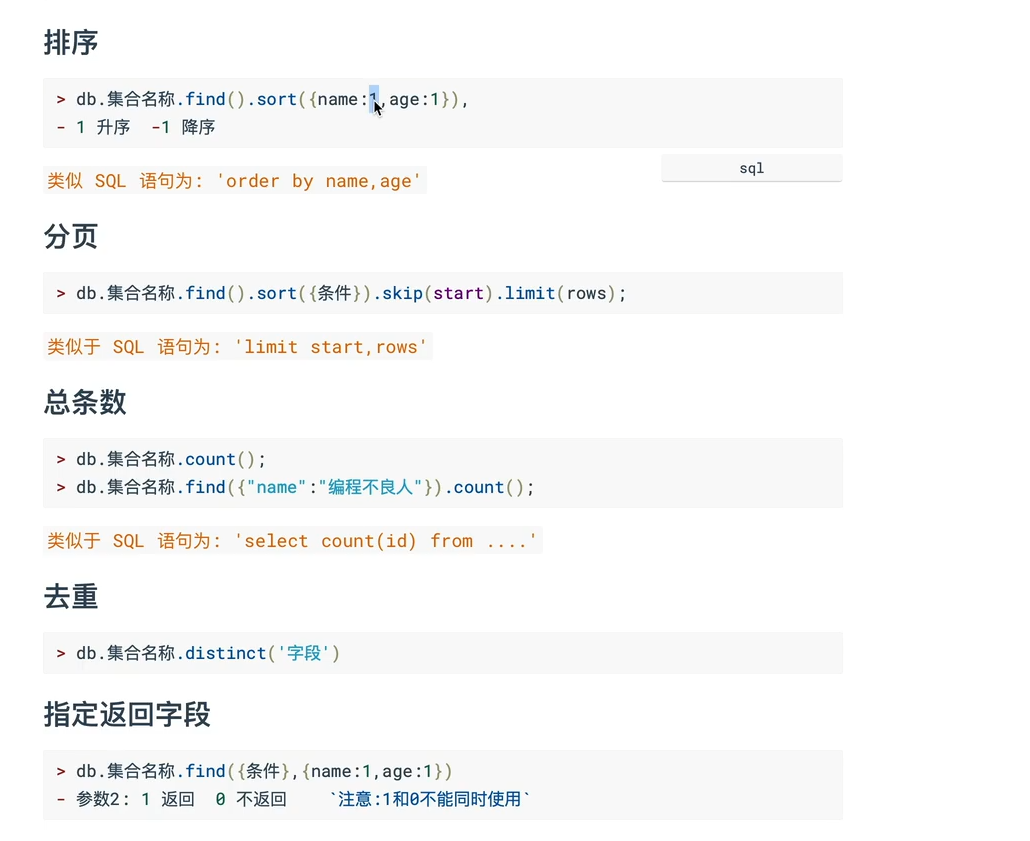 排序
> db.集合名称.find().sort({name:1,age:1}),
- 1 升序  -1 降序
sql
类似 SQL 语句为: 'order by name,age'
分页
> db.集合名称.find().sort({条件}).skip(start).limit(rows);
类似于 SQL 语句为: 'limit start,rows'
总条数
> db.集合名称.count();
> db.集合名称.find({"name":"编程不良人"}).count();
类似于 SQL 语句为: 'select count(id) from ....'
去重
> db.集合名称.distinct('字段')
指定返回字段
> db.集合名称.find({条件},{name:1,age:1})
- 参数2: 1 返回  0 不返回    `注意:1和0不能同时使用`